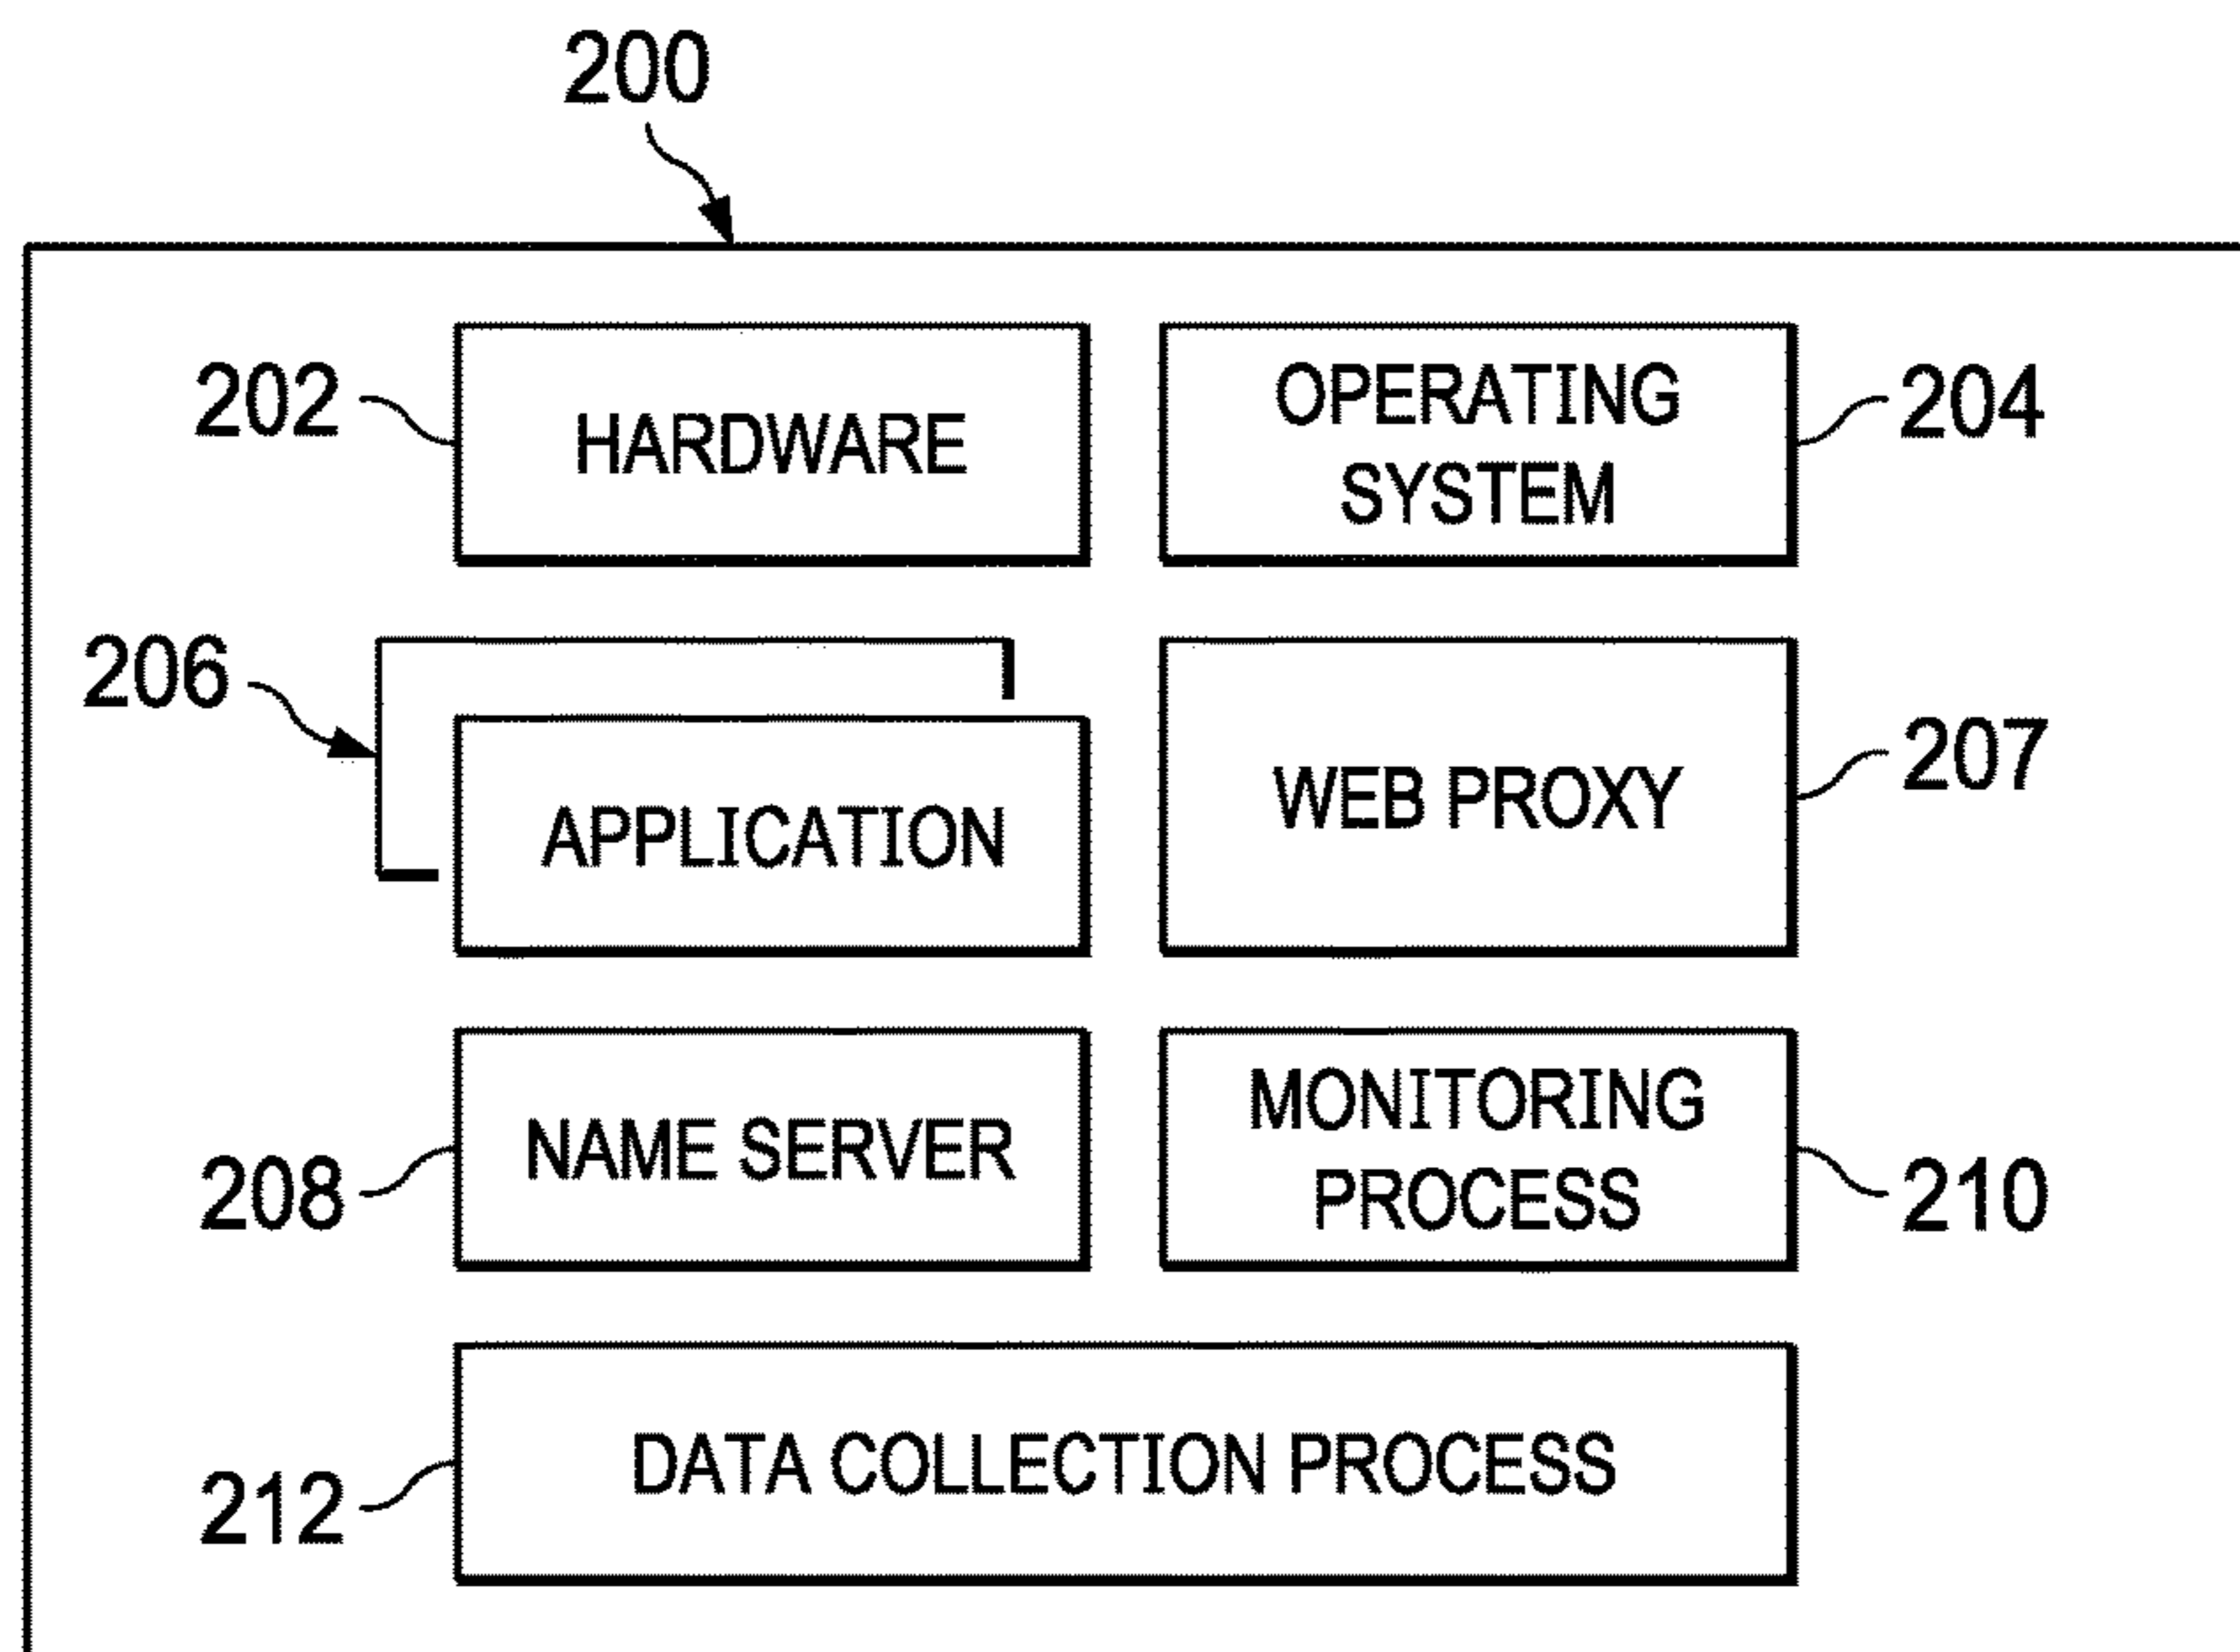 200
202
HARDWARE
OPERATING
SYSTEM
204
206
APPLICATION
WEB PROXY
207
208
NAME SERVER
MONITORING
PROCESS
210
212
DATA COLLECTION PROCESS